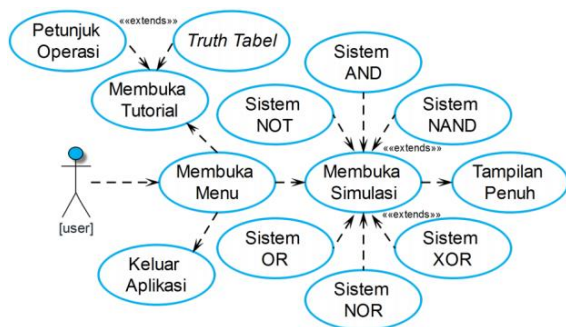 Petunjuk
Operasi
««extends»»
Truth Tabel
Membuka
Tutorial
Sistem
AND
Sistem
NOT
Sistem
NAND
««extends»»
[user]
Membuka
Menu
Membuka
Simulasi
Tampilan
Penuh
««extends»»
Keluar
Aplikasi
Sistem
OR
Sistem
NOR
Sistem
XOR